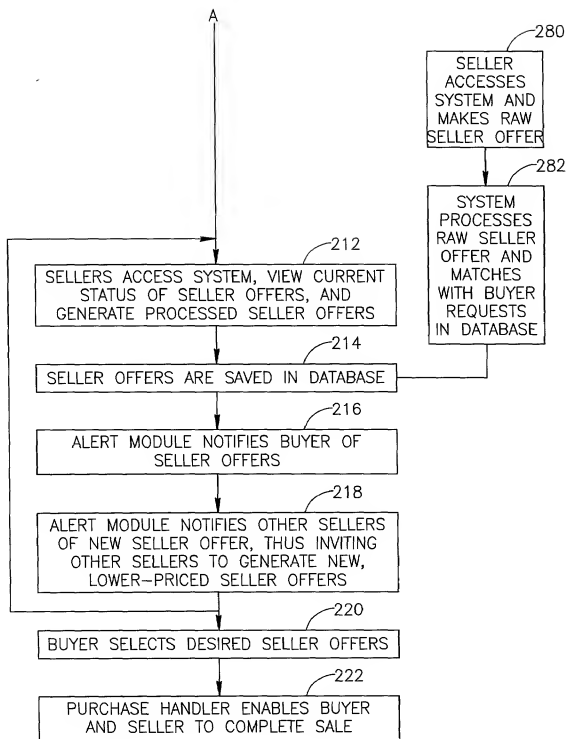 A
280
SELLER
ACCESSES
SYSTEM AND
MAKES RAW
SELLER OFFER
282
SYSTEM
PROCESSES
RAW SELLER
OFFER AND
MATCHES
WITH BUYER
REQUESTS
IN DATABASE
212
SELLERS ACCESS SYSTEM, VIEW CURRENT
STATUS OF SELLER OFFERS, AND
GENERATE PROCESSED SELLER OFFERS
214
SELLER OFFERS ARE SAVED IN DATABASE
216
ALERT MODULE NOTIFIES BUYER OF
SELLER OFFERS
218
ALERT MODULE NOTIFIES OTHER SELLERS
OF NEW SELLER OFFER, THUS INVITING
OTHER SELLERS TO GENERATE NEW,
LOWER-PRICED SELLER OFFERS
220
BUYER SELECTS DESIRED SELLER OFFERS
222
PURCHASE HANDLER ENABLES BUYER
AND SELLER TO COMPLETE SALE